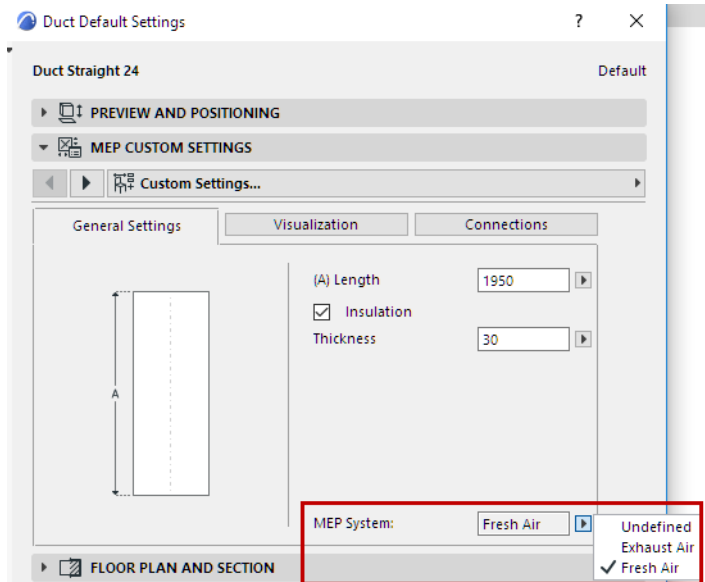 Duct Default Settings ?
Duct Straight 24 Default
PREVIEW AND POSITIONING
MEP CUSTOM SETTINGS
Custom Settings...
General Settings Visualization Connections
(A) Length 1950
Insulation
Thickness 30
A
MEP System: Fresh Air
Undefined
Exhaust Air
Fresh Air
FLOOR PLAN AND SECTION